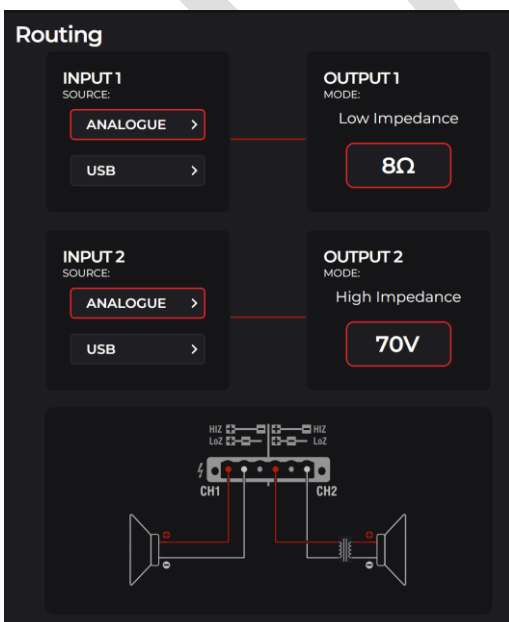 Routing
INPUT 1
SOURCE:
ANALOGUE >
USB >
OUTPUT 1
MODE:
Low Impedance
8Ω
INPUT 2
SOURCE:
ANALOGUE >
USB >
OUTPUT 2
MODE:
High Impedance
70V
HIZ + - + - HIZ
LoZ + - + - LoZ
CH1 CH2
+ +
- -